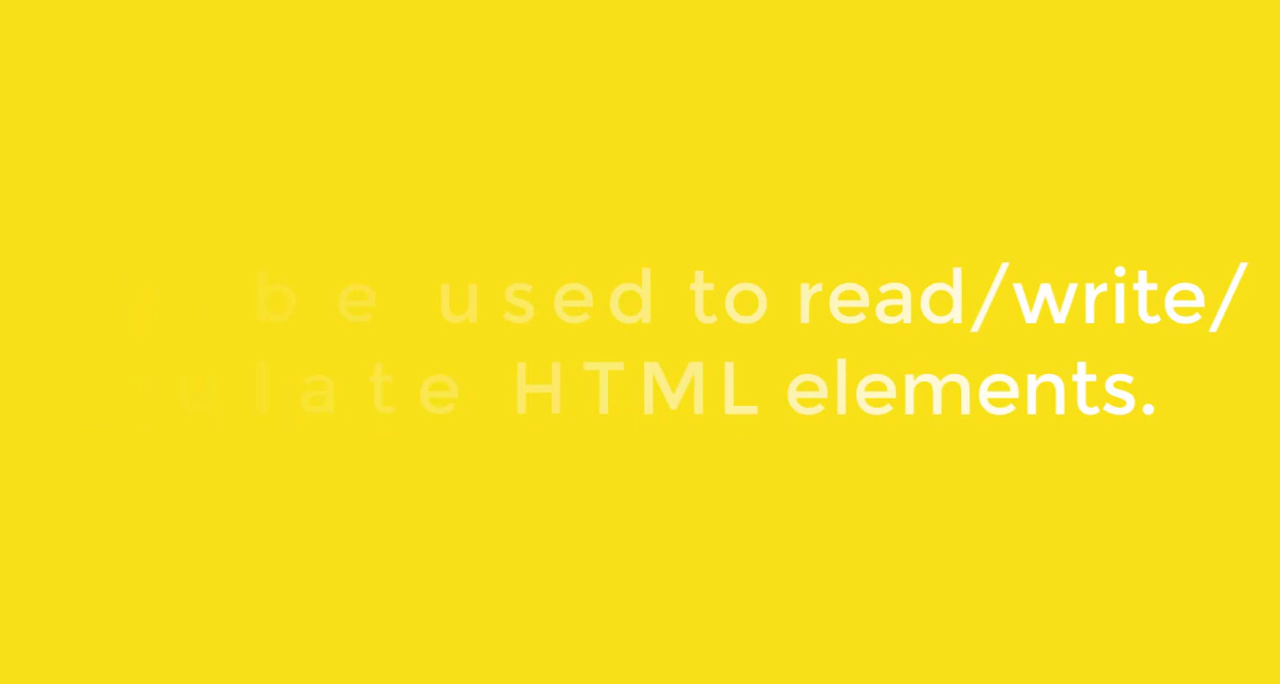 be used to read/write/
ulate HTML elements.